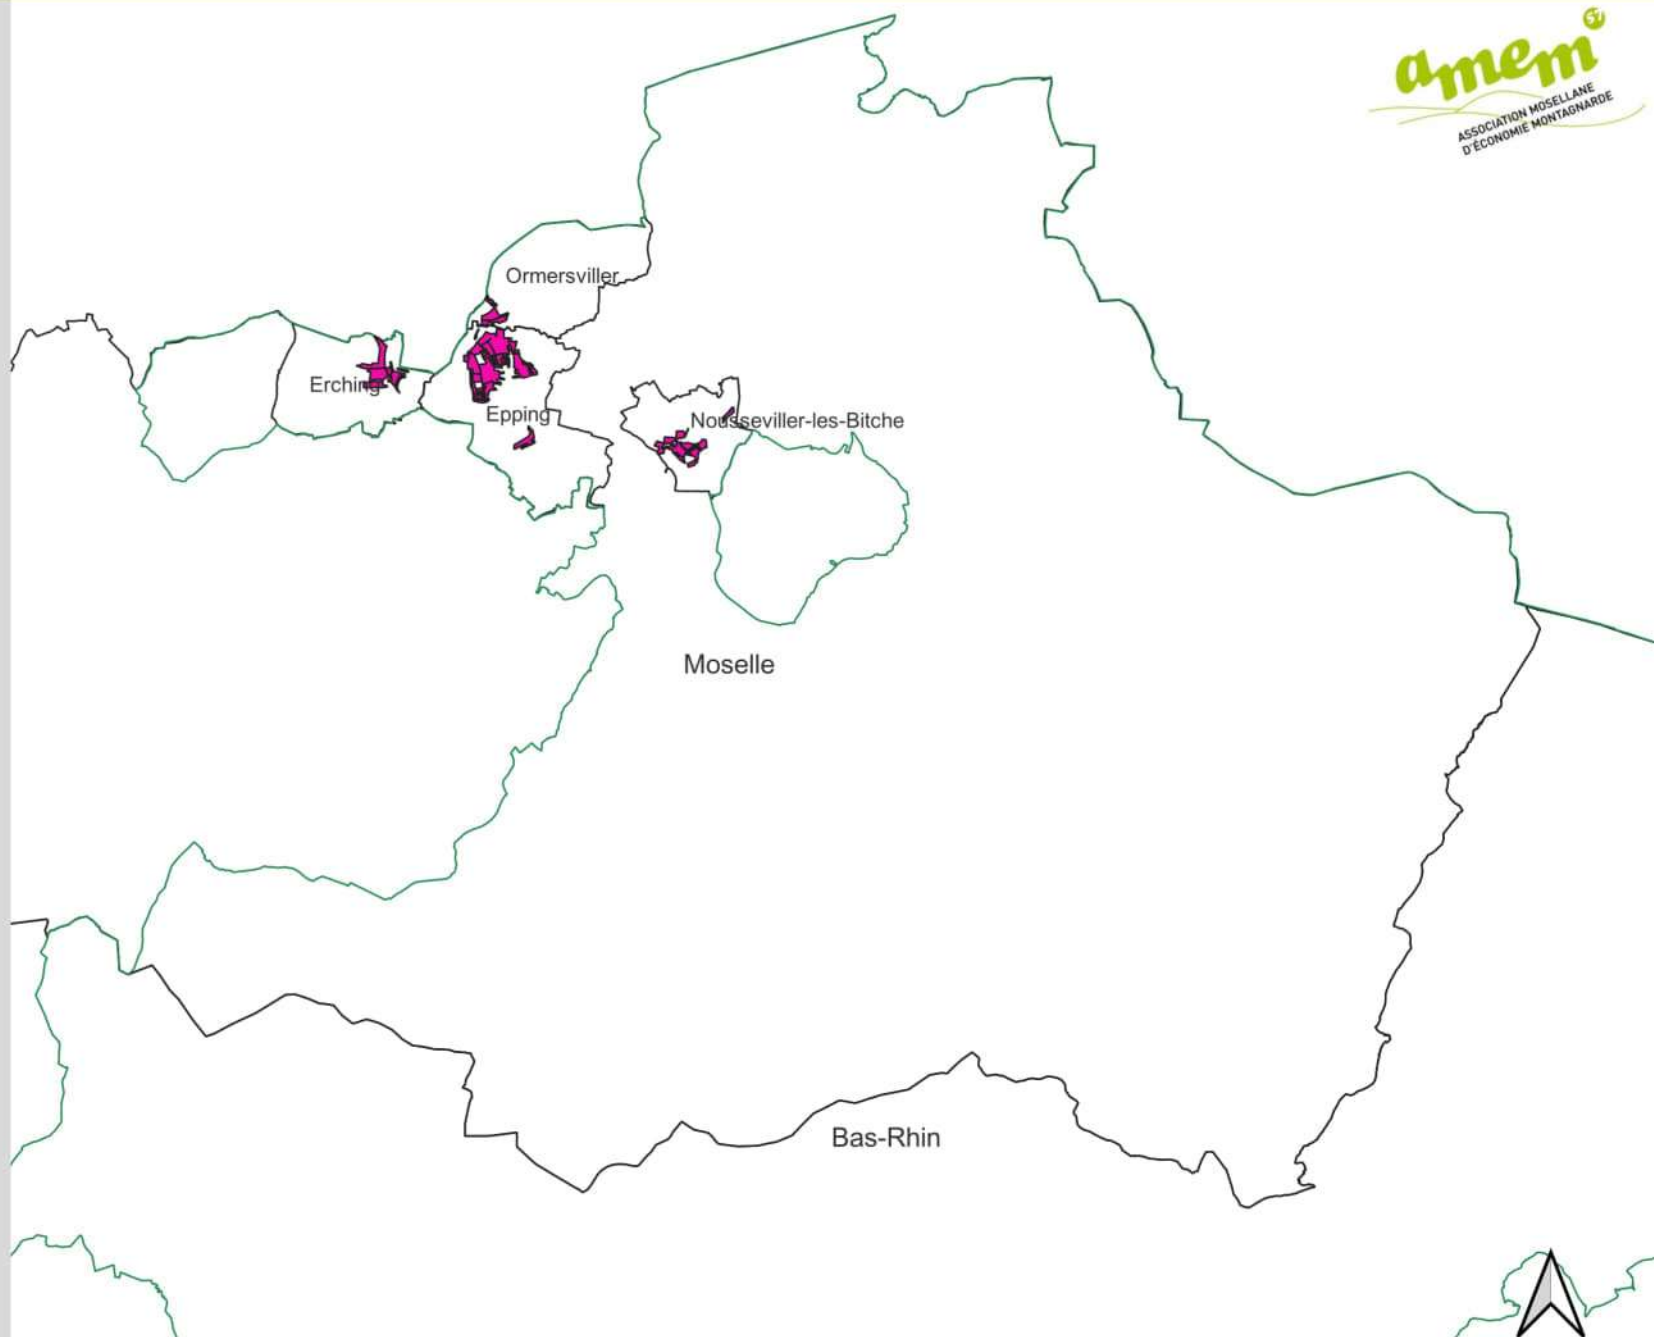 57
amem
ASSOCIATION MOSELLANE
D'ÉCONOMIE MONTAGNARDE
Ormersviller
Erching
Epping
Nousseviller-les-Bitche
Moselle
Bas-Rhin